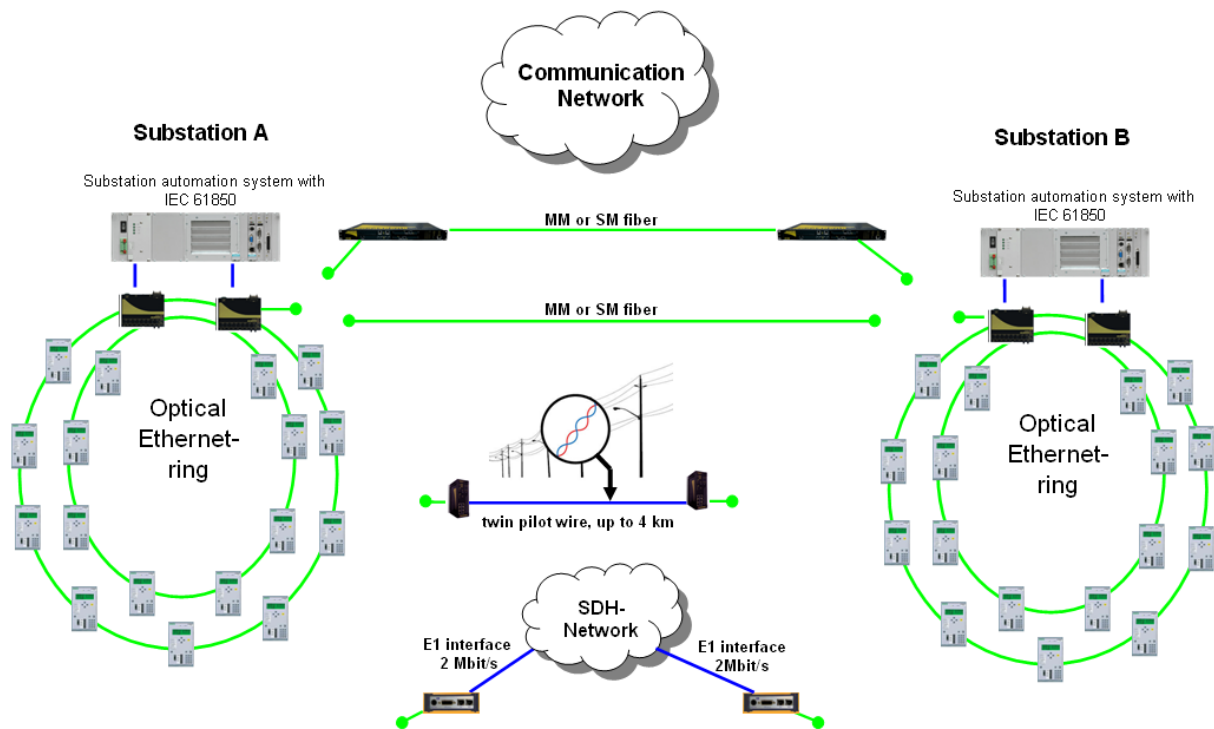 Communication
Network
Substation A
Substation B
Substation automation system with
IEC 61850
Substation automation system with
IEC 61850
MM or SM fiber
MM or SM fiber
Optical
Ethernet-
ring
Optical
Ethernet-
ring
twin pilot wire, up to 4 km
SDH-
Network
E1 interface
2 Mbit/s
E1 interface
2Mbit/s